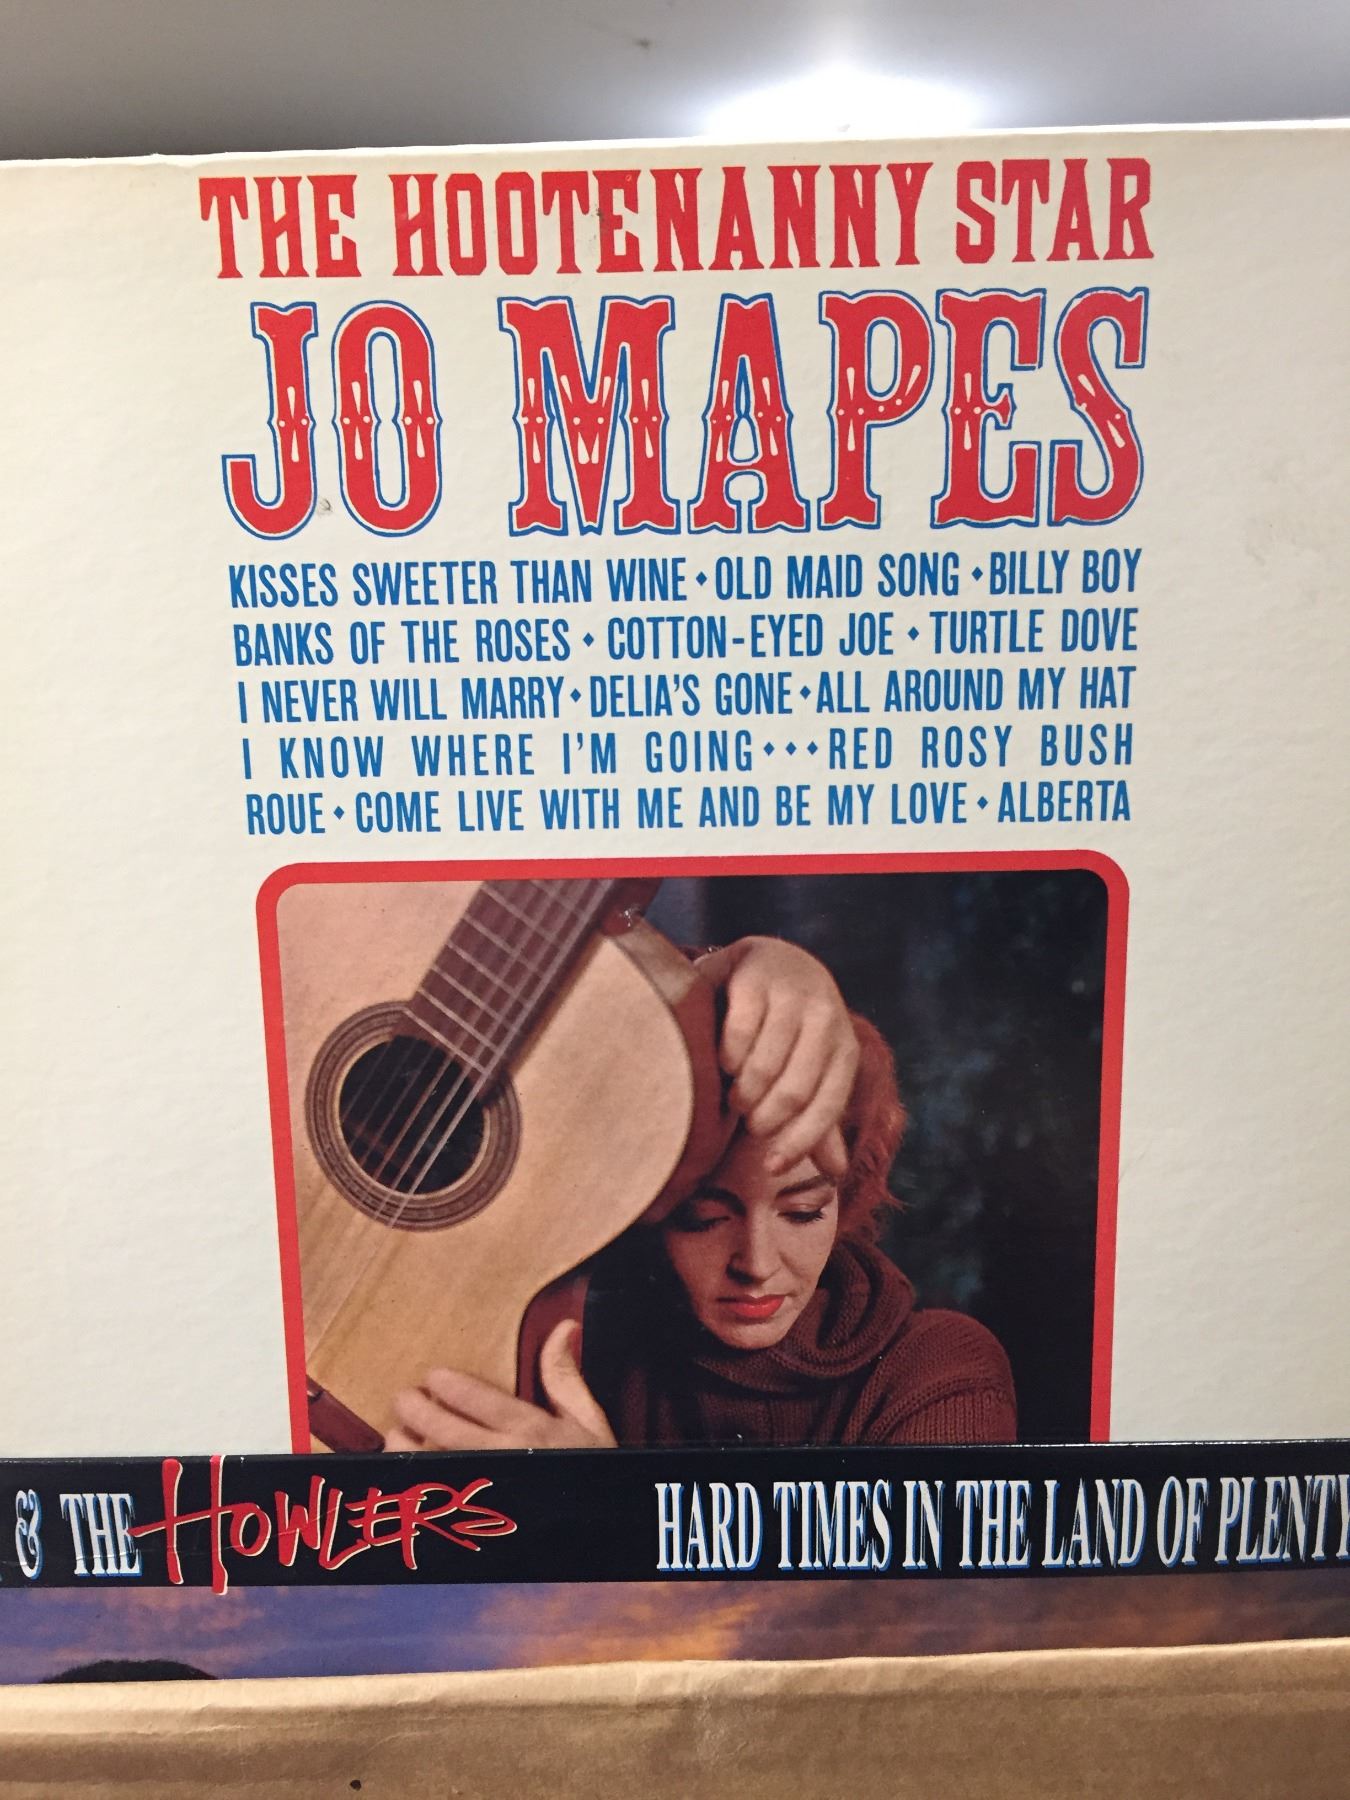 THE HOOTENANNY STAR
JO MAPES
KISSES SWEETER THAN WINE • OLD MAID SONG • BILLY BOY
BANKS OF THE ROSES • COTTON-EYED JOE • TURTLE DOVE
I NEVER WILL MARRY • DELIA'S GONE • ALL AROUND MY HAT
I KNOW WHERE I'M GOING • • • RED ROSY BUSH
ROUE • COME LIVE WITH ME AND BE MY LOVE • ALBERTA
& THE HOWLERS HARD TIMES IN THE LAND OF PLENTY